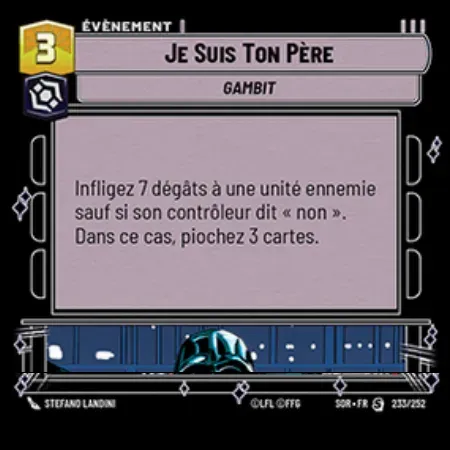 ÉVÈNEMENT
3
JE SUIS TON PÈRE
GAMBIT
Infligez 7 dégâts à une unité ennemie
sauf si son contrôleur dit « non ».
Dans ce cas, piochez 3 cartes.
STEFANO LANDINI
©LFL ©FFG
SOR • FR
233/252